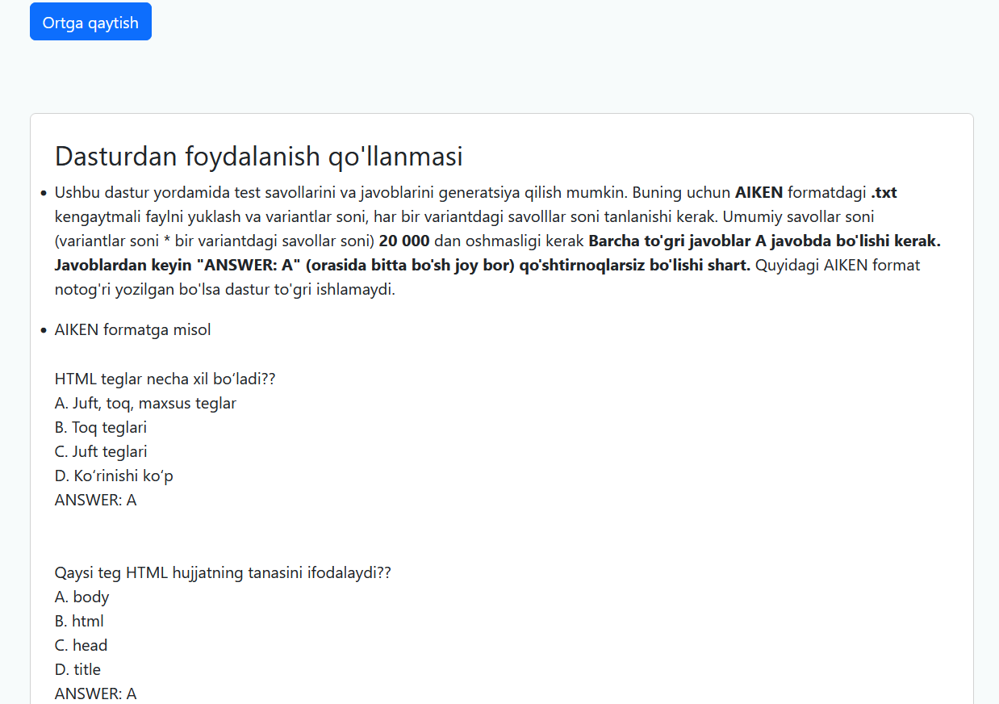 Ortga qaytish
Dasturdan foydalanish qo'llanmasi
• Ushbu dastur yordamida test savollarini va javoblarini generatsiya qilish mumkin. Buning uchun AIKEN formatdagi .txt
kengaytmali faylni yuklash va variantlar soni, har bir variantdagi savolllar soni tanlanishi kerak. Umumiy savollar soni
(variantlar soni * bir variantdagi savollar soni) 20 000 dan oshmasligi kerak Barcha to'gri javoblar A javobda bo'lishi kerak.
Javoblardan keyin "ANSWER: A" (orasida bitta bo'sh joy bor) qo'shtirnoqlarsiz bo'lishi shart. Quyidagi AIKEN format
notog'ri yozilgan bo'lsa dastur to'gri ishlamaydi.
• AIKEN formatga misol
HTML teglar necha xil bo‘ladi??
A. Juft, toq, maxsus teglar
B. Toq teglari
C. Juft teglari
D. Ko‘rinishi ko‘p
ANSWER: A
Qaysi teg HTML hujjatning tanasini ifodalaydi??
A. body
B. html
C. head
D. title
ANSWER: A